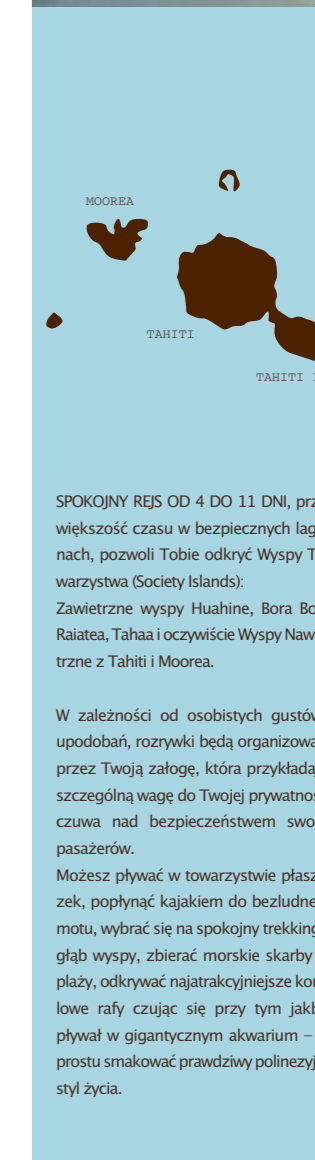 MOOREA
TAHITI
TAHITI
SPOKOJNY REJS OD 4 DO 11 DNI, prz
większość czasu w bezpiecznych lag
nach, pozwoli Tobie odkryć Wyspy T
warzystwa (Society Islands):
Zawietrzne wyspy Huahine, Bora Bo
Raiatea, Tahaa i oczywiście Wyspy Naw
trzne z Tahiti i Moorea.
W zależności od osobistych gustów
upodobań, rozrywki będą organizowa
przez Twoją załogę, która przykłada
szczególną wagę do Twojej prywatnoś
czuwa nad bezpieczeństwem swo
pasażerów.
Możesz pływać w towarzystwie płasz
zek, popłynąć kajakiem do bezludne
motu, wybrać się na spokojny trekking
głąb wyspy, zbierać morskie skarby
plaży, odkrywać najatrakcyjniejsze kor
lowe rafy czując się przy tym jakb
pływał w gigantycznym akwarium –
prostu smakować prawdziwy polinezyj
styl życia.